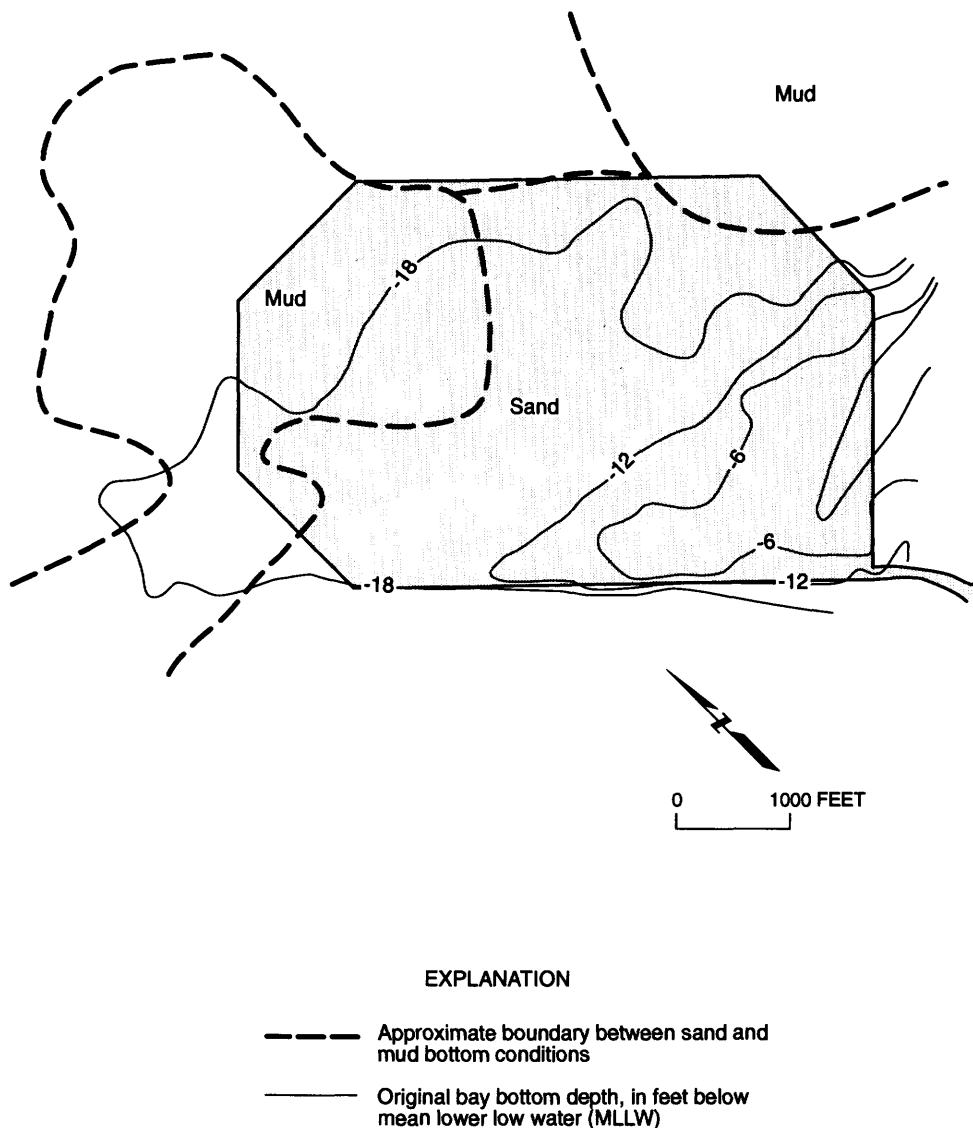 Mud
Mud
-18
Sand
-12
-6
-6
-18
-12
N
0 1000 FEET
EXPLANATION
Approximate boundary between sand and
mud bottom conditions
Original bay bottom depth, in feet below
mean lower low water (MLLW)